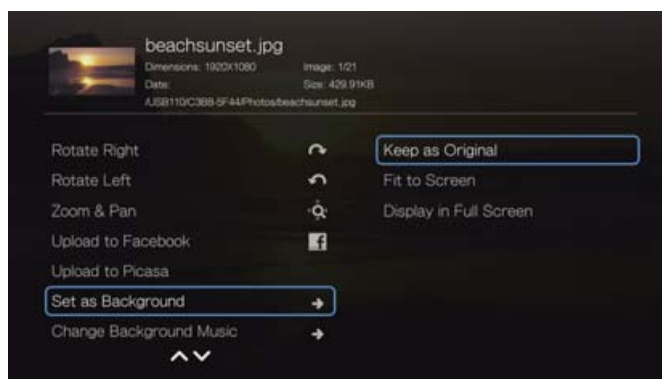 beachsunset.jpg
Dimensions: 1920X1080 Image: 1/21
Date: Size: 429.91KB
/USB110/C3B8-5F44/Photos/beachsunset.jpg
Rotate Right
Keep as Original
Rotate Left
Fit to Screen
Zoom & Pan
Display in Full Screen
Upload to Facebook
f
Upload to Picasa
Set as Background
Change Background Music